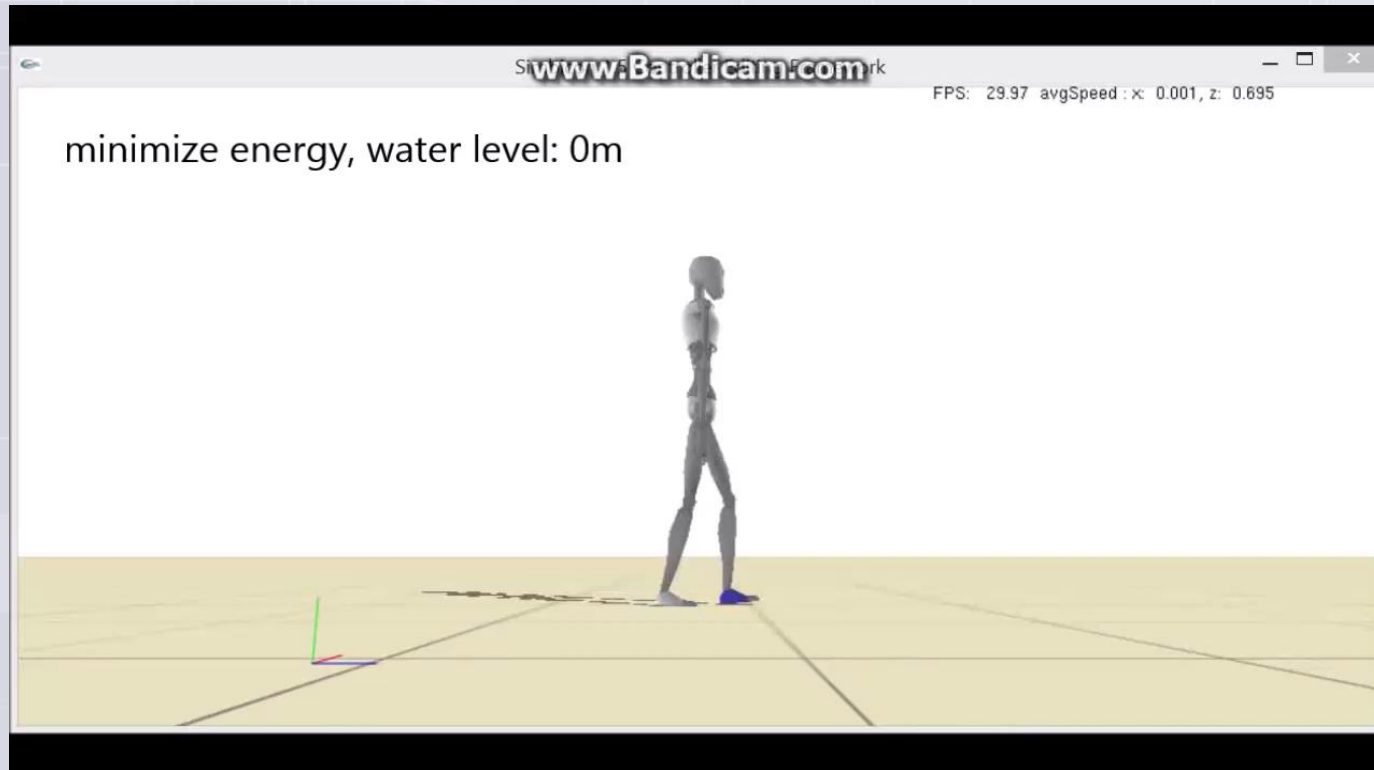 www.Bandicam.com
FPS: 29.97 avgSpeed : x: 0.001, z: 0.695
minimize energy, water level: 0m